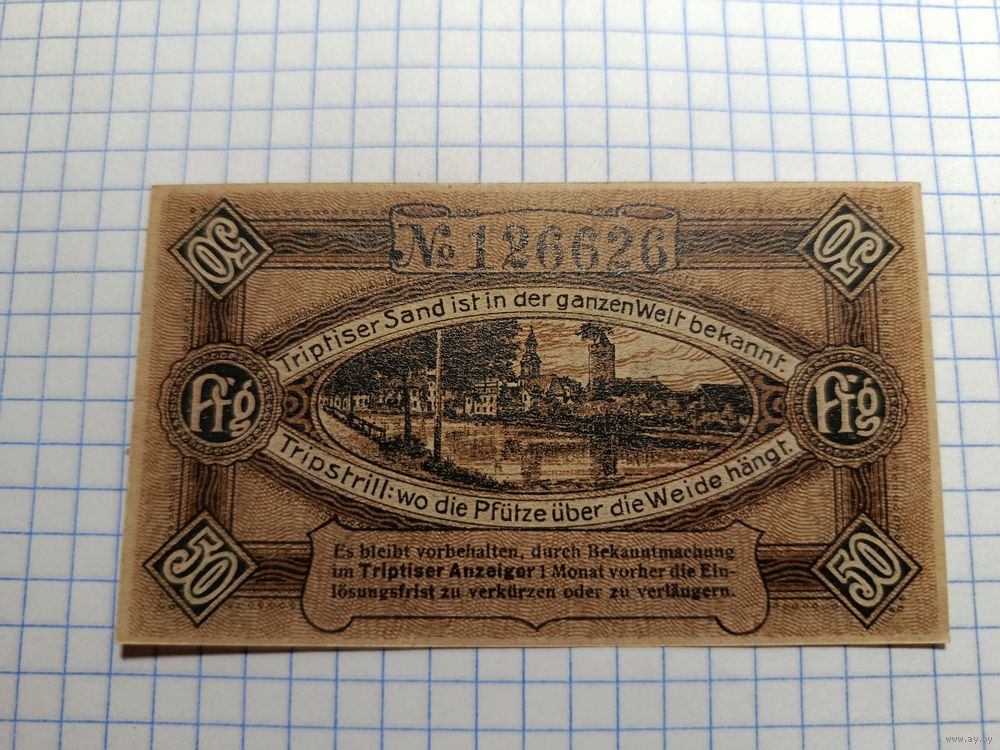 50
№ 126626
50
Triptiser Sand ist in der ganzen Welt bekannt.
Pfg
Pfg
Tripstrill: wo die Pfütze über die Weide hängt.
50
Es bleibt vorbehalten, durch Bekanntmachung
im Triptiser Anzeiger 1 Monat vorher die Ein-
lösungsfrist zu verkürzen oder zu verlängern.
50
www.ay.by